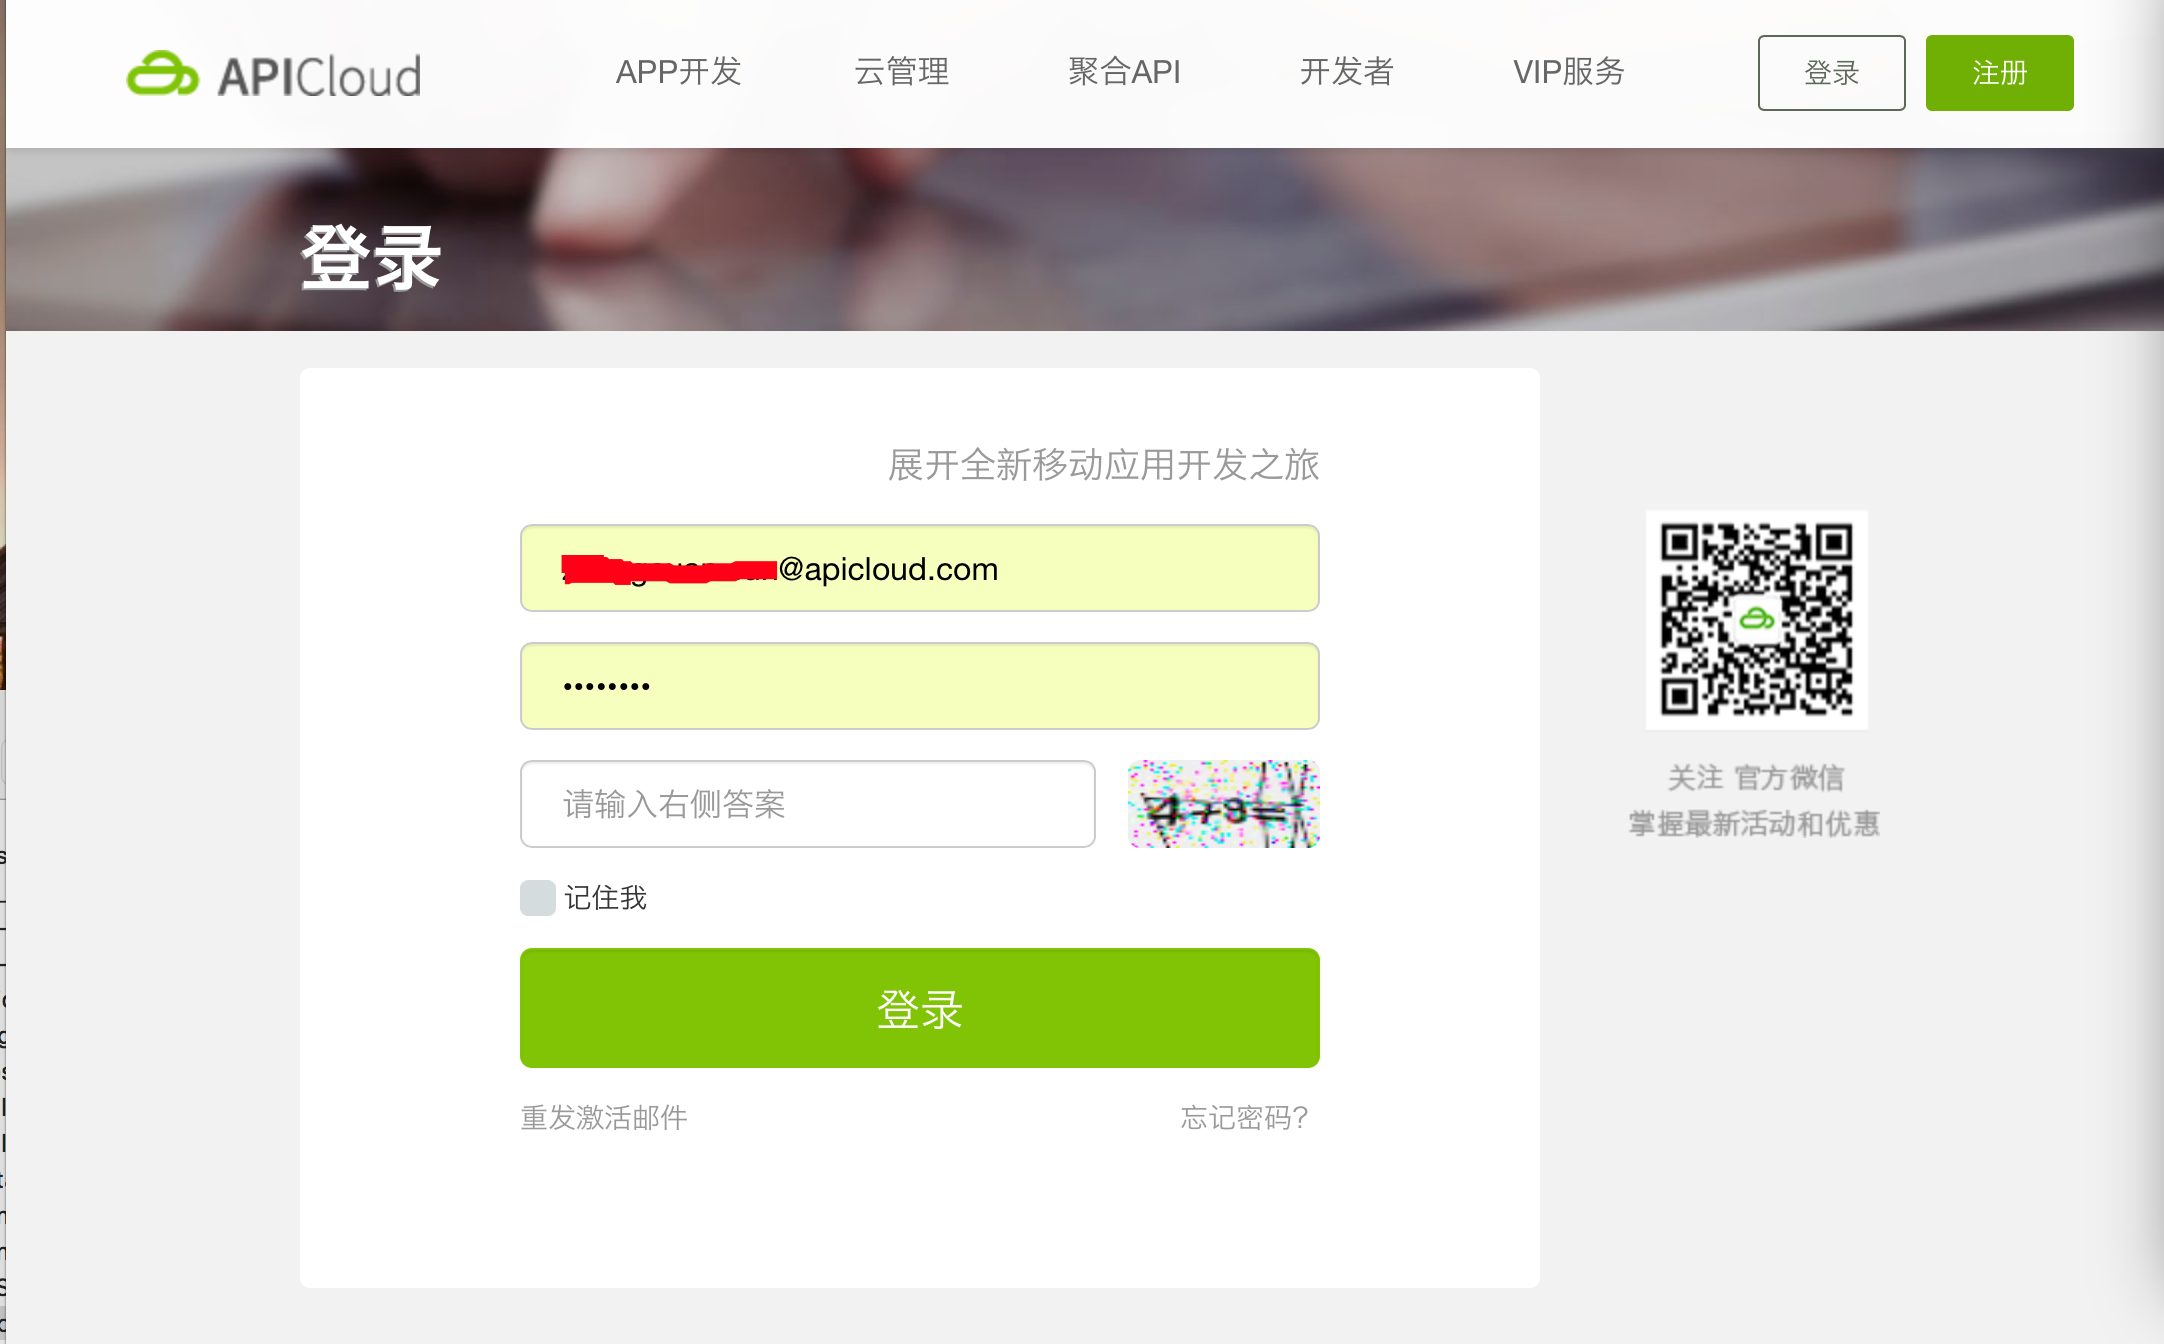 APICloud
APP开发
云管理
聚合API
开发者
VIP服务
登录
注册
登录
展开全新移动应用开发之旅
@apicloud.com
请输入右侧答案
记住我
登录
重发激活邮件
忘记密码?
关注 官方微信
掌握最新活动和优惠